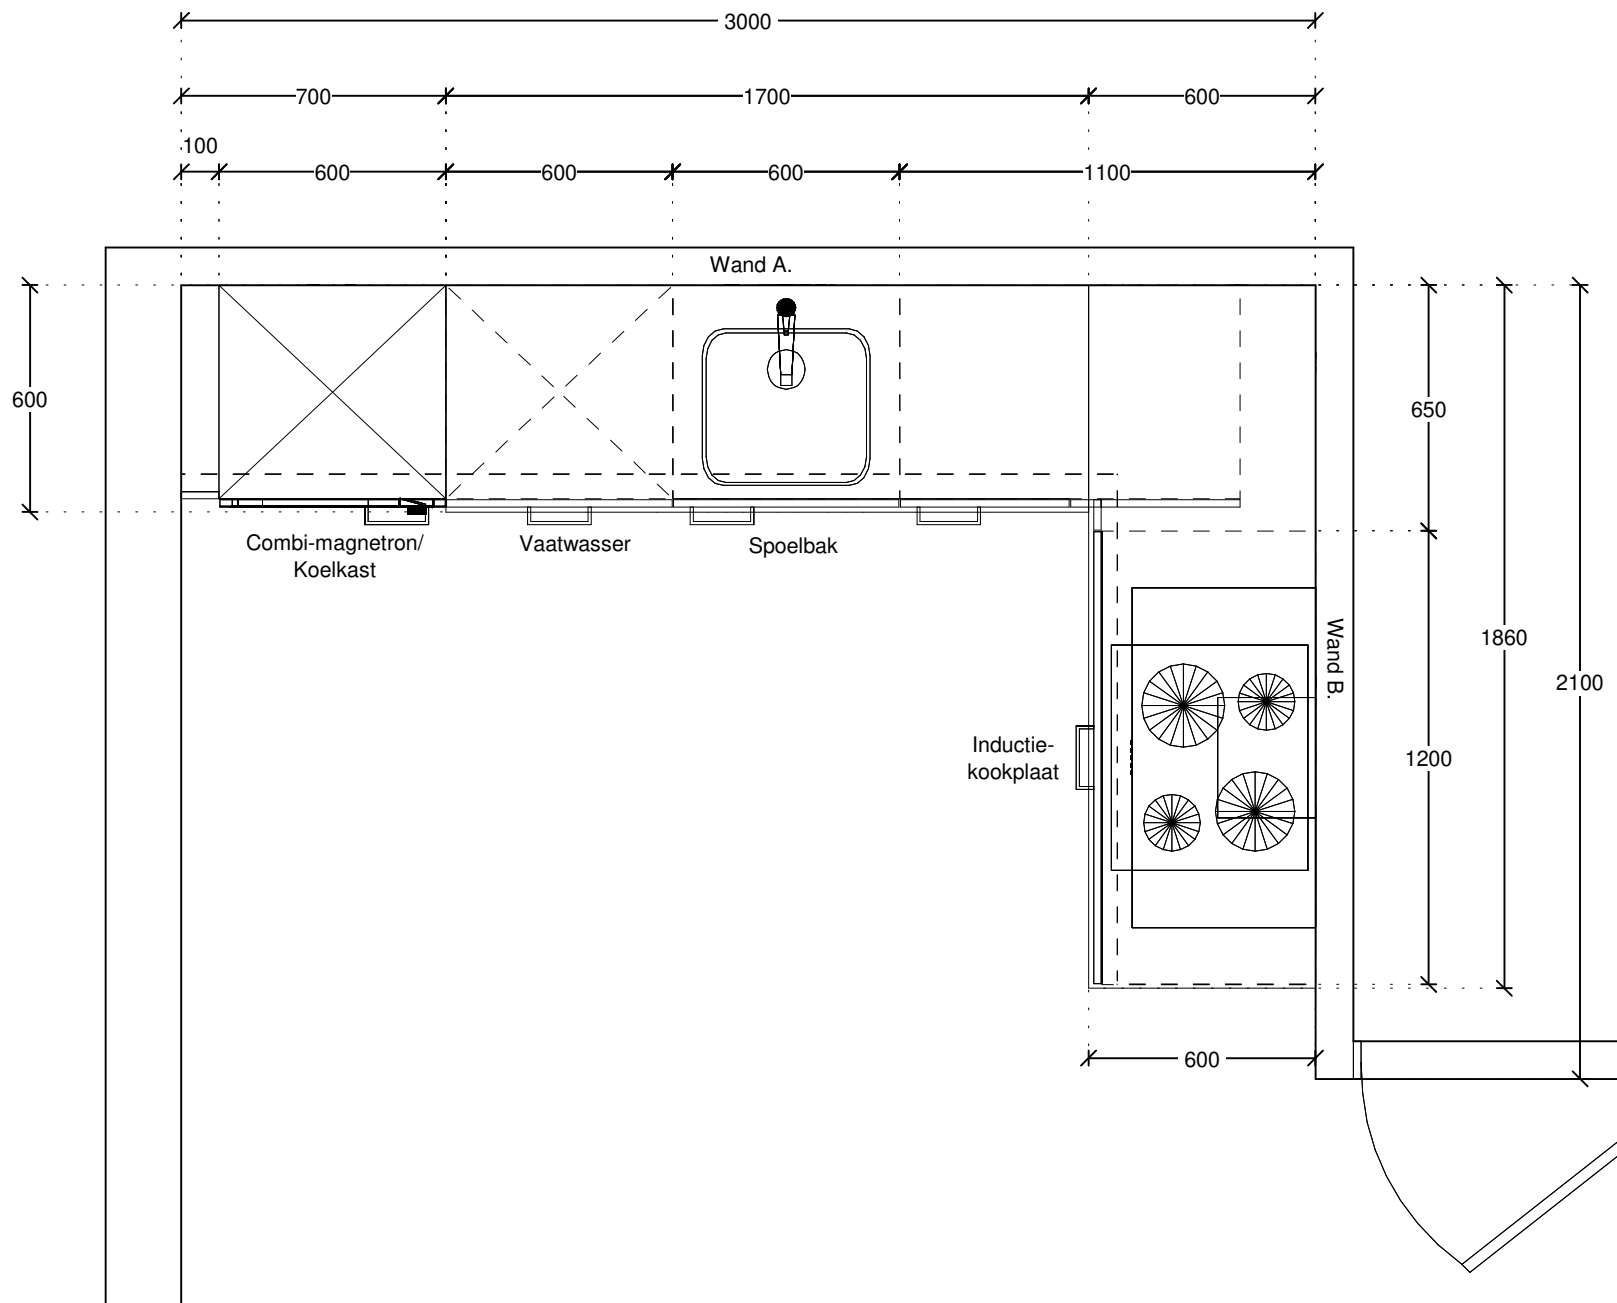 3000
700
1700
600
100
600
600
600
1100
Wand A.
600
650
1860
2100
1200
Combi-magnetron/
Koelkast
Vaatwasser
Spoelbak
Wand B.
Inductie-
kookplaat
600